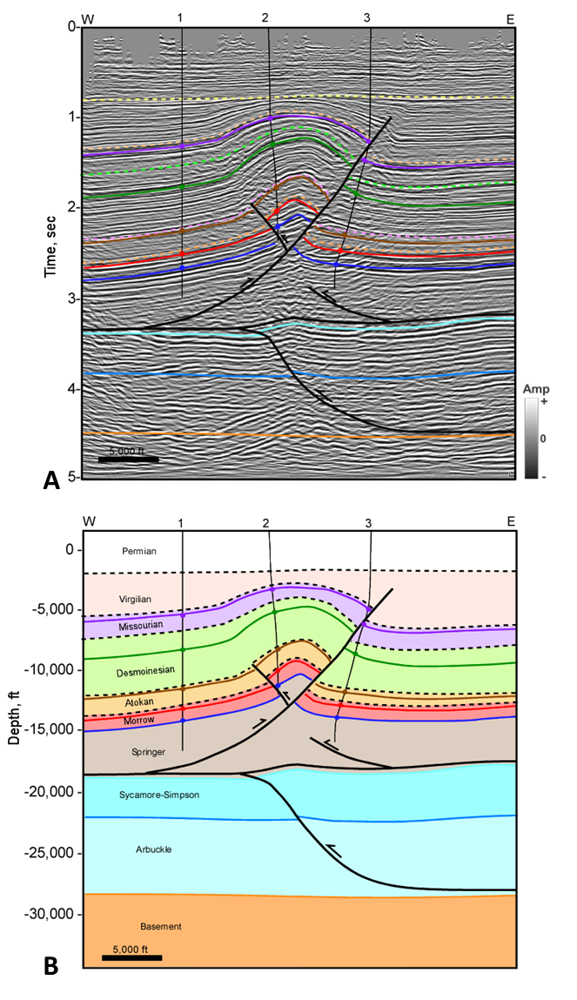 W 1 2 3 E
0-
1-
2-
3-
4-
5-
Time, sec
5,000 ft
Amp
+
0
-
A
W 1 2 3 E
0 -
-5,000 -
-10,000 -
-15,000 -
-20,000 -
-25,000 -
-30,000 -
Depth, ft
Permian
Virgilian
Missourian
Desmoinesian
Atokan
Morrow
Springer
Sycamore-Simpson
Arbuckle
Basement
5,000 ft
B